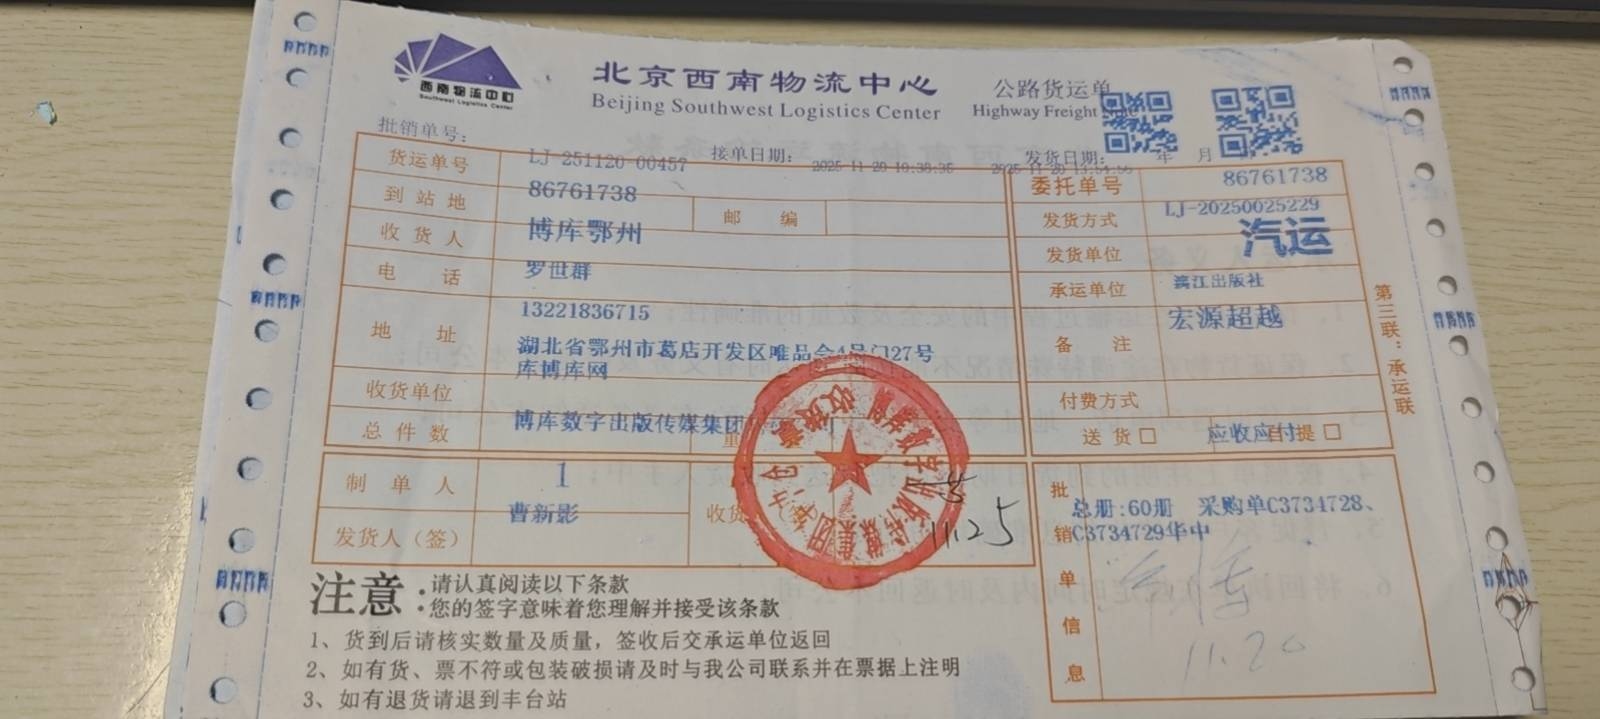 西南物流中心
Southwest Logistics Center
北京西南物流中心
Beijing Southwest Logistics Center
公路货运单
Highway Freight
批销单号:
LJ-251120-00457
接单日期:
发货日期:
年 月
货运单号
86761738
到站地
博库鄂州
邮 编
收货人
罗世群
电 话
13221836715
地 址
湖北省鄂州市葛店开发区唯品会4号门27号
库博库网
收货单位
博库数字出版传媒集团
总件数
1
重
制单人
曹新影
发货人（签）
收货
11.25
委托单号
86761738
LJ-20250025229
发货方式
汽运
发货单位
漓江出版社
承运单位
宏源超越
备 注
付费方式
应收应付
送货□
自提□
批销单信息
总册:60册 采购单C3734728、
C3734729华中
11.20
第三联：承运联
注意：
请认真阅读以下条款
您的签字意味着您理解并接受该条款
1、货到后请核实数量及质量，签收后交承运单位返回
2、如有货、票不符或包装破损请及时与我公司联系并在票据上注明
3、如有退货请退到丰台站